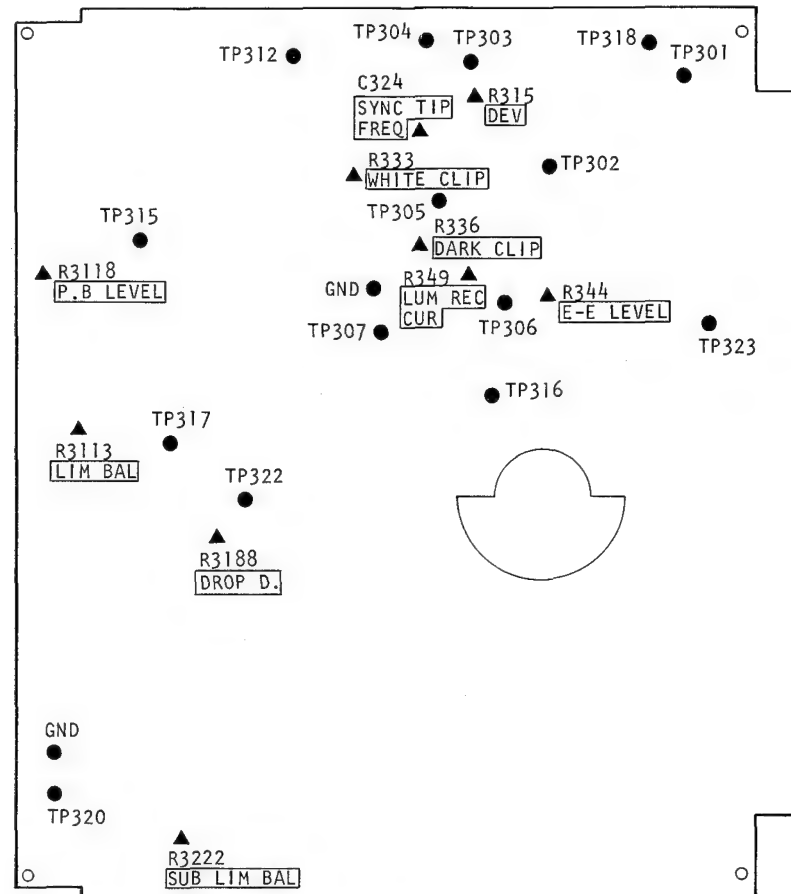 TP304
TP303
TP318
TP301
TP312
C324
SYNC TIP
FREQ
R315
DEV
R333
WHITE CLIP
TP302
TP305
TP315
R336
DARK CLIP
R3118
P.B LEVEL
GND
R349
LUM REC
CUR
TP306
R344
E-E LEVEL
TP307
TP323
TP316
TP317
R3113
LIM BAL
TP322
R3188
DROP D.
GND
TP320
R3222
SUB LIM BAL